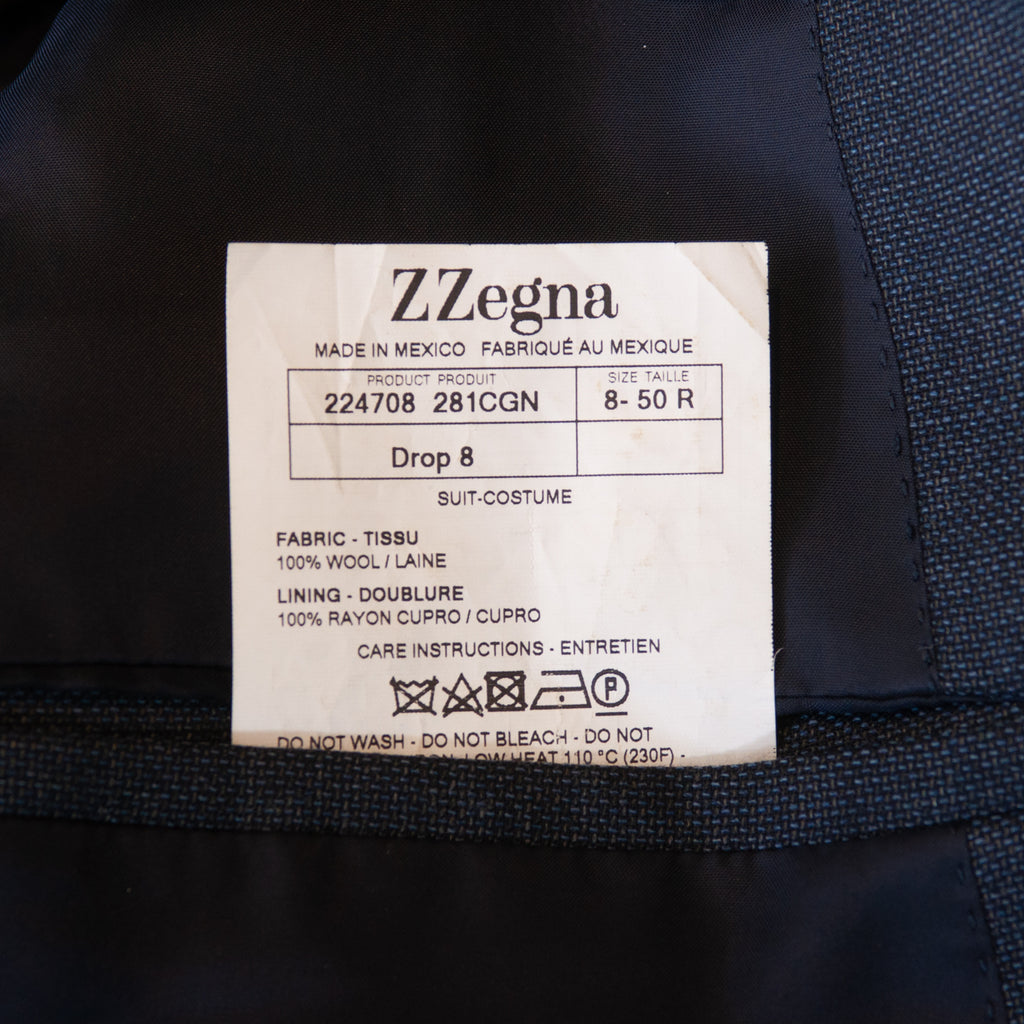 ZZegna
MADE IN MEXICO FABRIQUÉ AU MEXIQUE
PRODUCT PRODUIT SIZE TAILLE
224708 281CGN 8- 50 R
Drop 8
SUIT-COSTUME
FABRIC - TISSU
100% WOOL / LAINE
LINING - DOUBLURE
100% RAYON CUPRO / CUPRO
CARE INSTRUCTIONS - ENTRETIEN
P
DO NOT WASH - DO NOT BLEACH - DO NOT
LOW HEAT 110 °C (230F) -